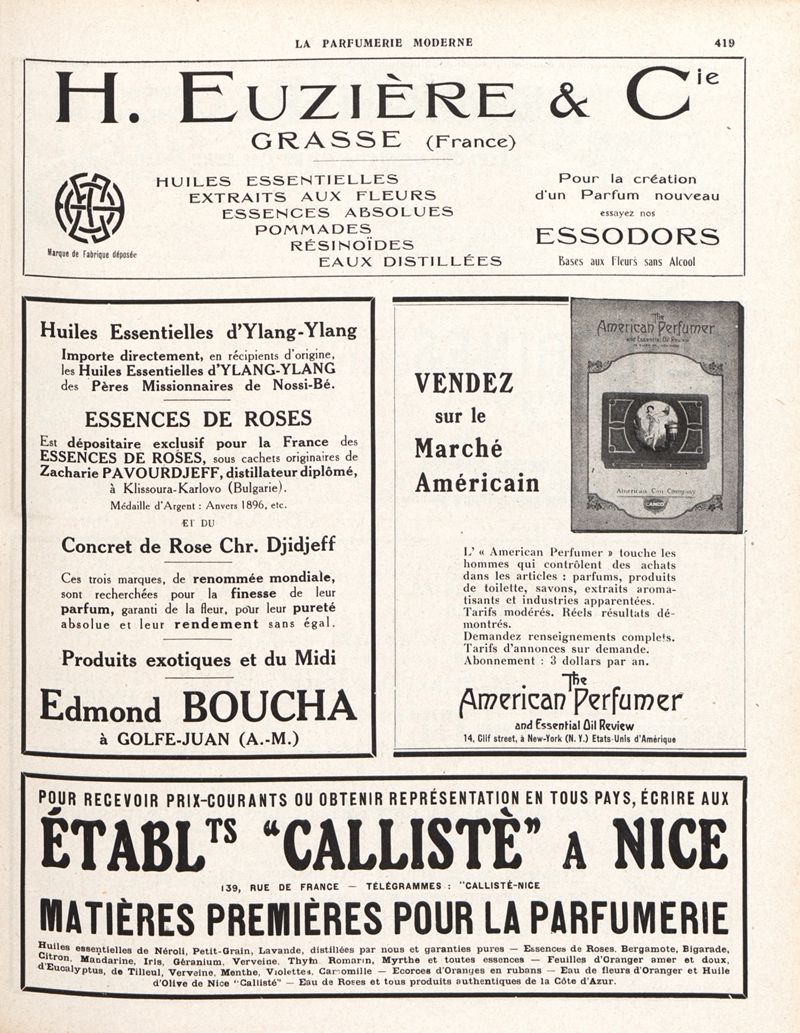 LA PARFUMERIE MODERNE 419
H. EUZIÈRE & Cie
GRASSE (France)
HUILES ESSENTIELLES
EXTRAITS AUX FLEURS
ESSENCES ABSOLUES
POMMADES
RÉSINOÏDES
EAUX DISTILLÉES
Marque de Fabrique déposée
Pour la création
d'un Parfum nouveau
essayez nos
ESSODORS
Bases aux Fleurs sans Alcool
Huiles Essentielles d'Ylang-Ylang
Importe directement, en récipients d'origine,
les Huiles Essentielles d'YLANG-YLANG
des Pères Missionnaires de Nossi-Bé.
ESSENCES DE ROSES
Est dépositaire exclusif pour la France des
ESSENCES DE ROSES, sous cachets originaires de
Zacharie PAVOURDJEFF, distillateur diplômé,
à Klissoura-Karlovo (Bulgarie).
Médaille d'Argent : Anvers 1896, etc.
ET DU
Concret de Rose Chr. Djidjeff
Ces trois marques, de renommée mondiale,
sont recherchées pour la finesse de leur
parfum, garanti de la fleur, pour leur pureté
absolue et leur rendement sans égal.
Produits exotiques et du Midi
Edmond BOUCHA
à GOLFE-JUAN (A.-M.)
VENDEZ
sur le
Marché
Américain
The
American Perfumer
and Essential Oil Review
American Can Company
CANCO
L' « American Perfumer » touche les
hommes qui contrôlent des achats
dans les articles : parfums, produits
de toilette, savons, extraits aroma-
tisants et industries apparentées.
Tarifs modérés. Réels résultats dé-
montrés.
Demandez renseignements complets.
Tarifs d'annonces sur demande.
Abonnement : 3 dollars par an.
The
American Perfumer
and Essential Oil Review
14, Clif street, à New-York (N. Y.) Etats-Unis d'Amérique
POUR RECEVOIR PRIX-COURANTS OU OBTENIR REPRÉSENTATION EN TOUS PAYS, ÉCRIRE AUX
ÉTABLTS "CALLISTÈ" A NICE
139, RUE DE FRANCE — TÉLÉGRAMMES : "CALLISTÉ-NICE
MATIÈRES PREMIÈRES POUR LA PARFUMERIE
Huiles essentielles de Néroli, Petit-Grain, Lavande, distillées par nous et garanties pures — Essences de Roses, Bergamote, Bigarade,
Citron, Mandarine, Iris, Géranium, Verveine, Thym Romarin, Myrthe et toutes essences — Feuilles d'Oranger amer et doux,
d'Eucalyptus, de Tilleul, Verveine, Menthe, Violettes, Camomille — Ecorces d'Oranges en rubans — Eau de fleurs d'Oranger et Huile
d'Olive de Nice "Callisté" — Eau de Roses et tous produits authentiques de la Côte d'Azur.